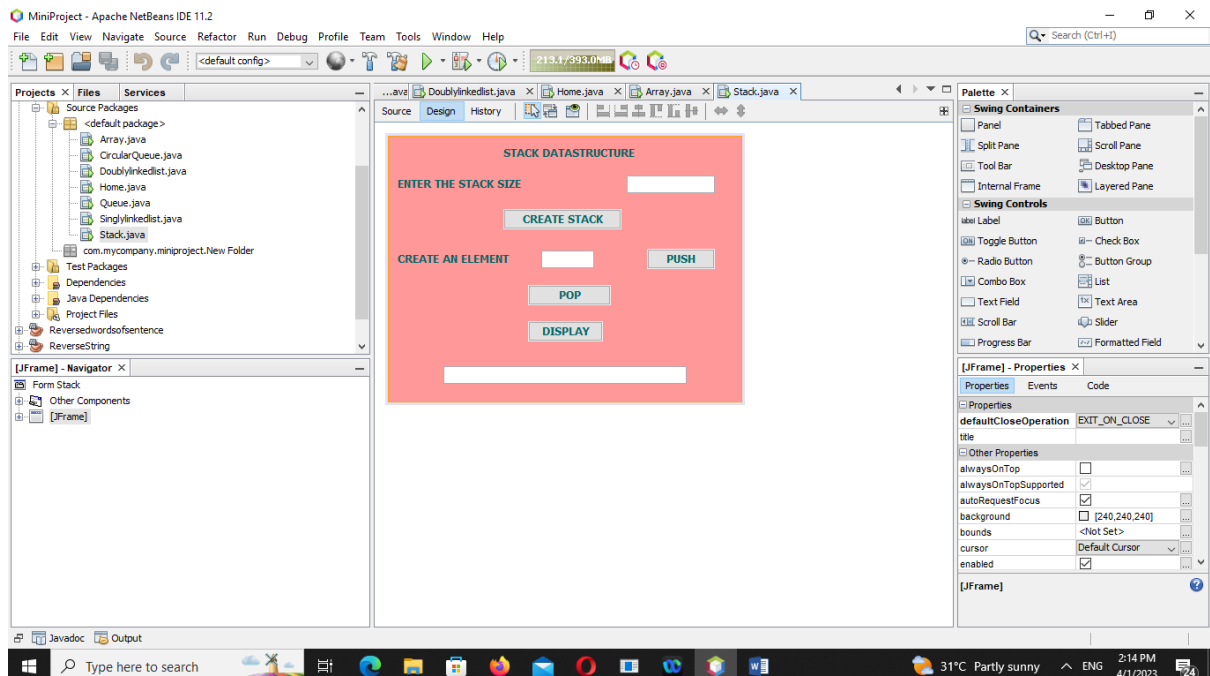 MiniProject - Apache NetBeans IDE 11.2
File Edit View Navigate Source Refactor Run Debug Profile Team Tools Window Help
Search (Ctrl+I)
<default config>
213.1/393.0MB
Projects Files Services
Source Packages
<default package>
Array.java
CircularQueue.java
Doublylinkedlist.java
Home.java
Queue.java
Singlylinkedlist.java
Stack.java
com.mycompany.miniproject.New Folder
Test Packages
Dependencies
Java Dependencies
Project Files
Reversedwordsofsentence
ReverseString
[JFrame] - Navigator
Form Stack
Other Components
[JFrame]
...ava Doublylinkedlist.java Home.java Array.java Stack.java
Source Design History
STACK DATASTRUCTURE
ENTER THE STACK SIZE
CREATE STACK
CREATE AN ELEMENT PUSH
POP
DISPLAY
Palette
Swing Containers
Panel Tabbed Pane
Split Pane Scroll Pane
Tool Bar Desktop Pane
Internal Frame Layered Pane
Swing Controls
label Label OK Button
ON Toggle Button Check Box
Radio Button Button Group
Combo Box List
Text Field Text Area
Scroll Bar Slider
Progress Bar Formatted Field
[JFrame] - Properties
Properties Events Code
Properties
defaultCloseOperation EXIT_ON_CLOSE ...
title ...
Other Properties
alwaysOnTop ...
alwaysOnTopSupported
autoRequestFocus ...
background [240,240,240] ...
bounds <Not Set> ...
cursor Default Cursor ...
enabled ...
[JFrame]
Javadoc Output
Type here to search
31°C Partly sunny ENG 2:14 PM
4/1/2023
24